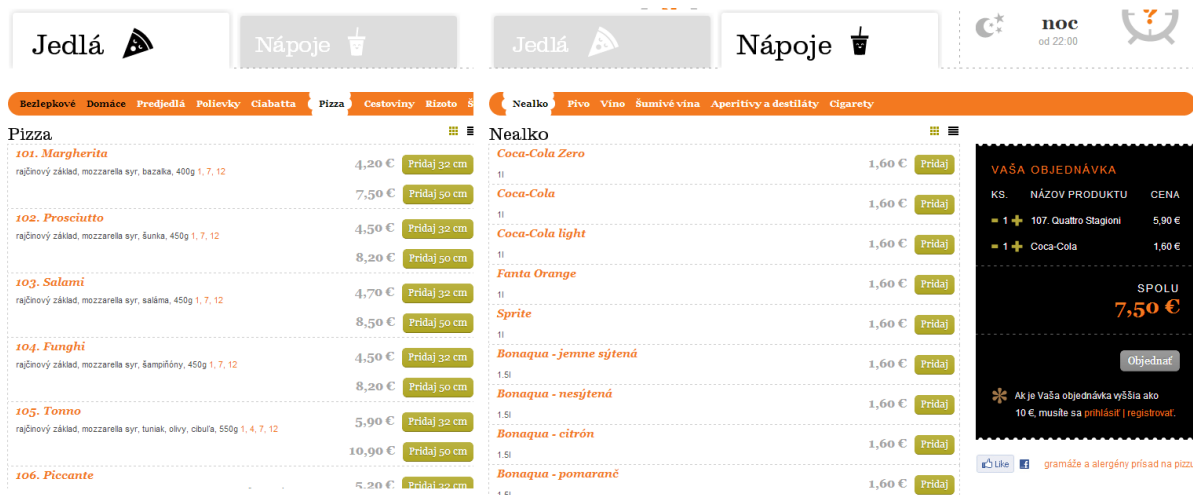 Jedlá
Nápoje
Jedlá
Nápoje
noc
od 22:00
Bezlepkové Domáce Predjedlá Polievky Ciabatta Pizza Cestoviny Rizoto
Nealko Pivo Víno Šumivé vína Aperitívy a destiláty Cigarety
Pizza
101. Margherita
rajčinový základ, mozzarella syr, bazalka, 400g 1, 7, 12
4,20 € Pridaj 32 cm
7,50 € Pridaj 50 cm
102. Prosciutto
rajčinový základ, mozzarella syr, šunka, 450g 1, 7, 12
4,50 € Pridaj 32 cm
8,20 € Pridaj 50 cm
103. Salami
rajčinový základ, mozzarella syr, saláma, 450g 1, 7, 12
4,70 € Pridaj 32 cm
8,50 € Pridaj 50 cm
104. Funghi
rajčinový základ, mozzarella syr, šampiňóny, 450g 1, 7, 12
4,50 € Pridaj 32 cm
8,20 € Pridaj 50 cm
105. Tonno
rajčinový základ, mozzarella syr, tuniak, olivy, cibuľa, 550g 1, 4, 7, 12
5,90 € Pridaj 32 cm
10,90 € Pridaj 50 cm
106. Piccante
5,20 € Pridaj 32 cm
Nealko
Coca-Cola Zero
1l
1,60 € Pridaj
Coca-Cola
1l
1,60 € Pridaj
Coca-Cola light
1l
1,60 € Pridaj
Fanta Orange
1l
1,60 € Pridaj
Sprite
1l
1,60 € Pridaj
Bonaqua - jemne sýtená
1.5l
1,60 € Pridaj
Bonaqua - nesýtená
1.5l
1,60 € Pridaj
Bonaqua - citrón
1.5l
1,60 € Pridaj
Bonaqua - pomaranč
1.5l
1,60 € Pridaj
VAŠA OBJEDNÁVKA
KS. NÁZOV PRODUKTU CENA
- 1 + 107. Quattro Stagioni 5,90 €
- 1 + Coca-Cola 1,60 €
SPOLU
7,50 €
Objednať
Ak je Vaša objednávka vyššia ako
10 €, musíte sa prihlásiť | registrovať.
Like
gramáže a alergény prísad na pizzu